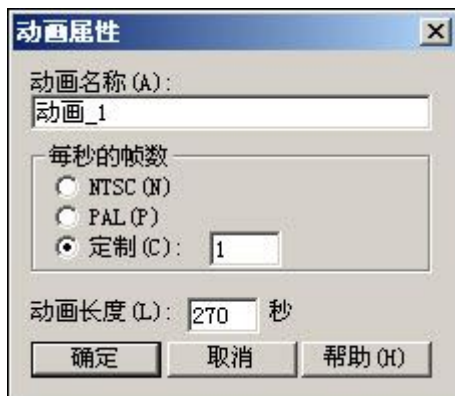 动画属性
动画名称(A):
动画_1
每秒的帧数
NTSC(N)
PAL(P)
定制(C): 1
动画长度(L): 270 秒
确定 取消 帮助(H)